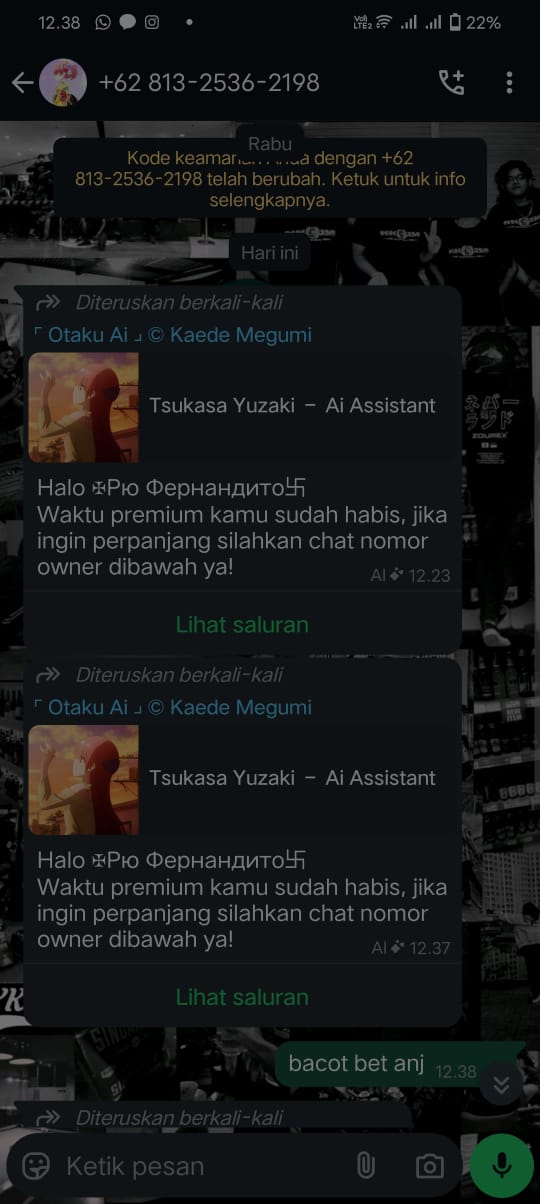 12.38
Vo)
LTE2
22%
+62 813-2536-2198
Rabu
Kode keamanan Anda dengan +62
813-2536-2198 telah berubah. Ketuk untuk info
selengkapnya.
Hari ini
Diteruskan berkali-kali
「 Otaku Ai 」 © Kaede Megumi
Tsukasa Yuzaki － Ai Assistant
Halo ✠Рю Фернандито卐
Waktu premium kamu sudah habis, jika
ingin perpanjang silahkan chat nomor
owner dibawah ya!
AI 12.23
Lihat saluran
Diteruskan berkali-kali
「 Otaku Ai 」 © Kaede Megumi
Tsukasa Yuzaki － Ai Assistant
Halo ✠Рю Фернандито卐
Waktu premium kamu sudah habis, jika
ingin perpanjang silahkan chat nomor
owner dibawah ya!
AI 12.37
Lihat saluran
bacot bet anj 12.38
Diteruskan berkali-kali
Ketik pesan